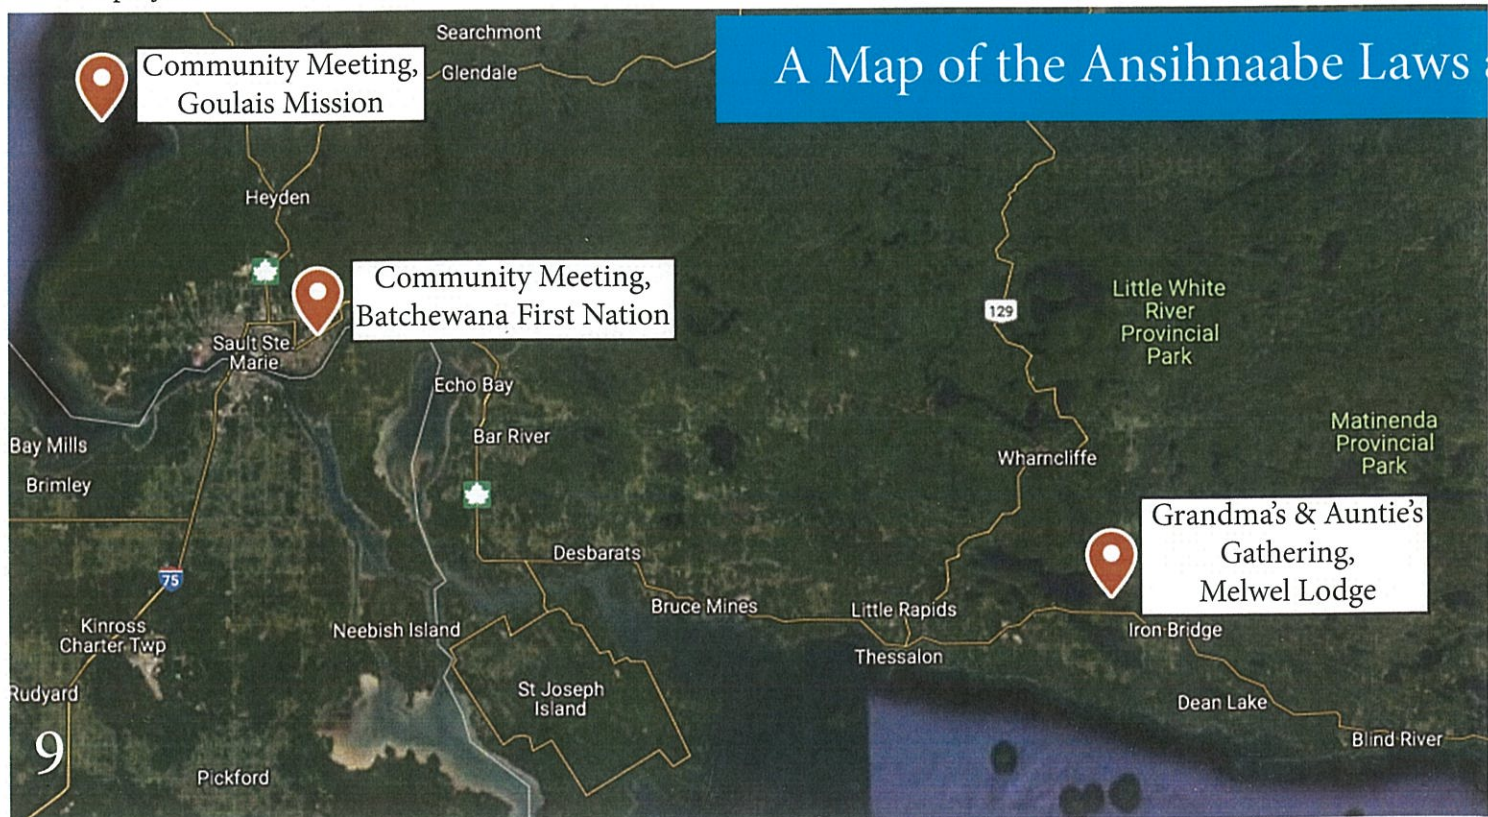 A Map of the Ansihnaabe Laws
Searchmont
Glendale
Community Meeting,
Goulais Mission
Heyden
Community Meeting,
Batchewana First Nation
Sault Ste.
Marie
Echo Bay
Bar River
129
Little White
River
Provincial
Park
Matinenda
Provincial
Park
Bay Mills
Brimley
Wharncliffe
Grandma's & Auntie's
Gathering,
Melwel Lodge
Desbarats
75
Bruce Mines
Little Rapids
Kinross
Charter Twp
Neebish Island
Iron Bridge
Thessalon
Rudyard
St Joseph
Island
Dean Lake
Blind River
9
Pickford